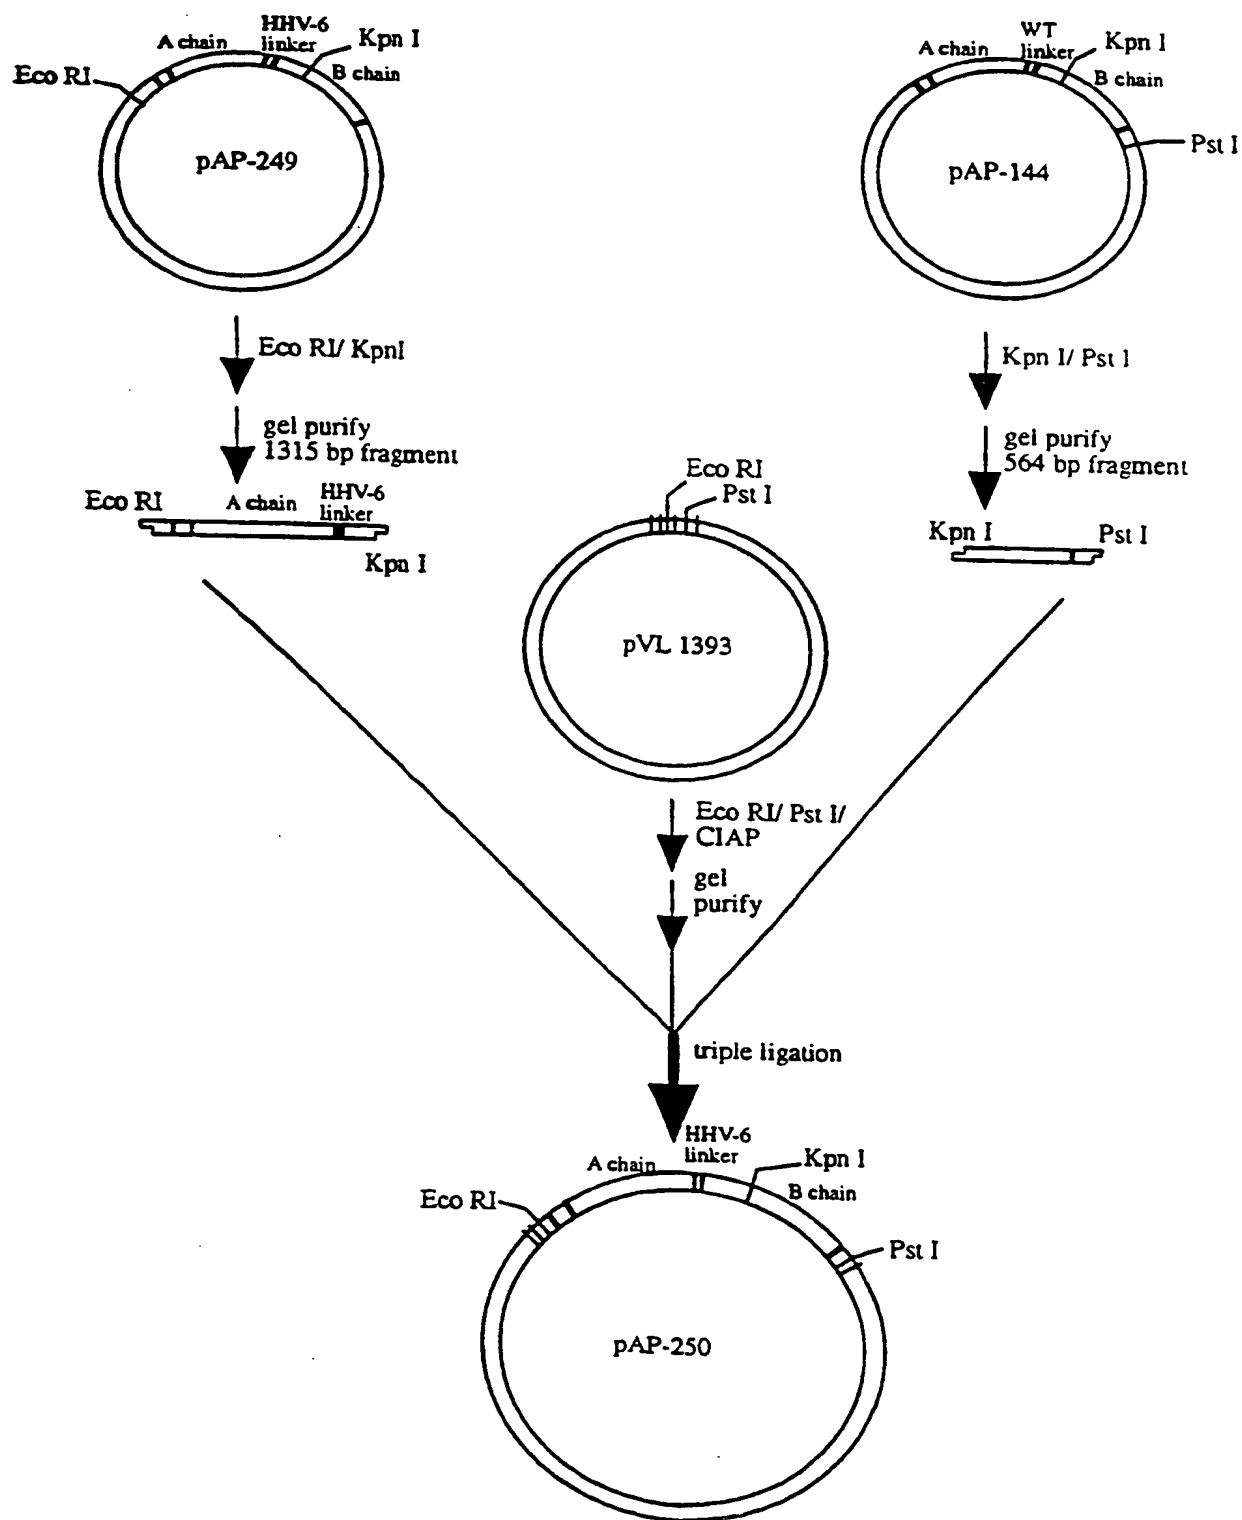 HHV-6
linker
A chain
Kpn I
Eco RI
B chain
pAP-249
WT
linker
A chain
Kpn I
B chain
Pst I
pAP-144
Eco RI/ KpnI
gel purify
1315 bp fragment
Kpn I/ Pst I
gel purify
564 bp fragment
Eco RI
A chain
HHV-6
linker
Kpn I
Eco RI
Pst I
Kpn I
Pst I
pVL 1393
Eco RI/ Pst I/
CIAP
gel
purify
triple ligation
HHV-6
linker
A chain
Kpn I
B chain
Eco RI
Pst I
pAP-250